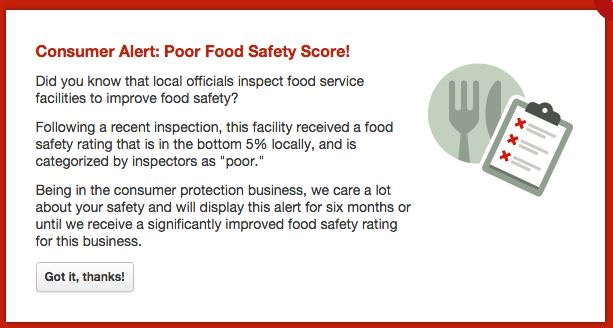 Consumer Alert: Poor Food Safety Score!
Did you know that local officials inspect food service
facilities to improve food safety?
Following a recent inspection, this facility received a food
safety rating that is in the bottom 5% locally, and is
categorized by inspectors as "poor."
Being in the consumer protection business, we care a lot
about your safety and will display this alert for six months or
until we receive a significantly improved food safety rating
for this business.
Got it, thanks!